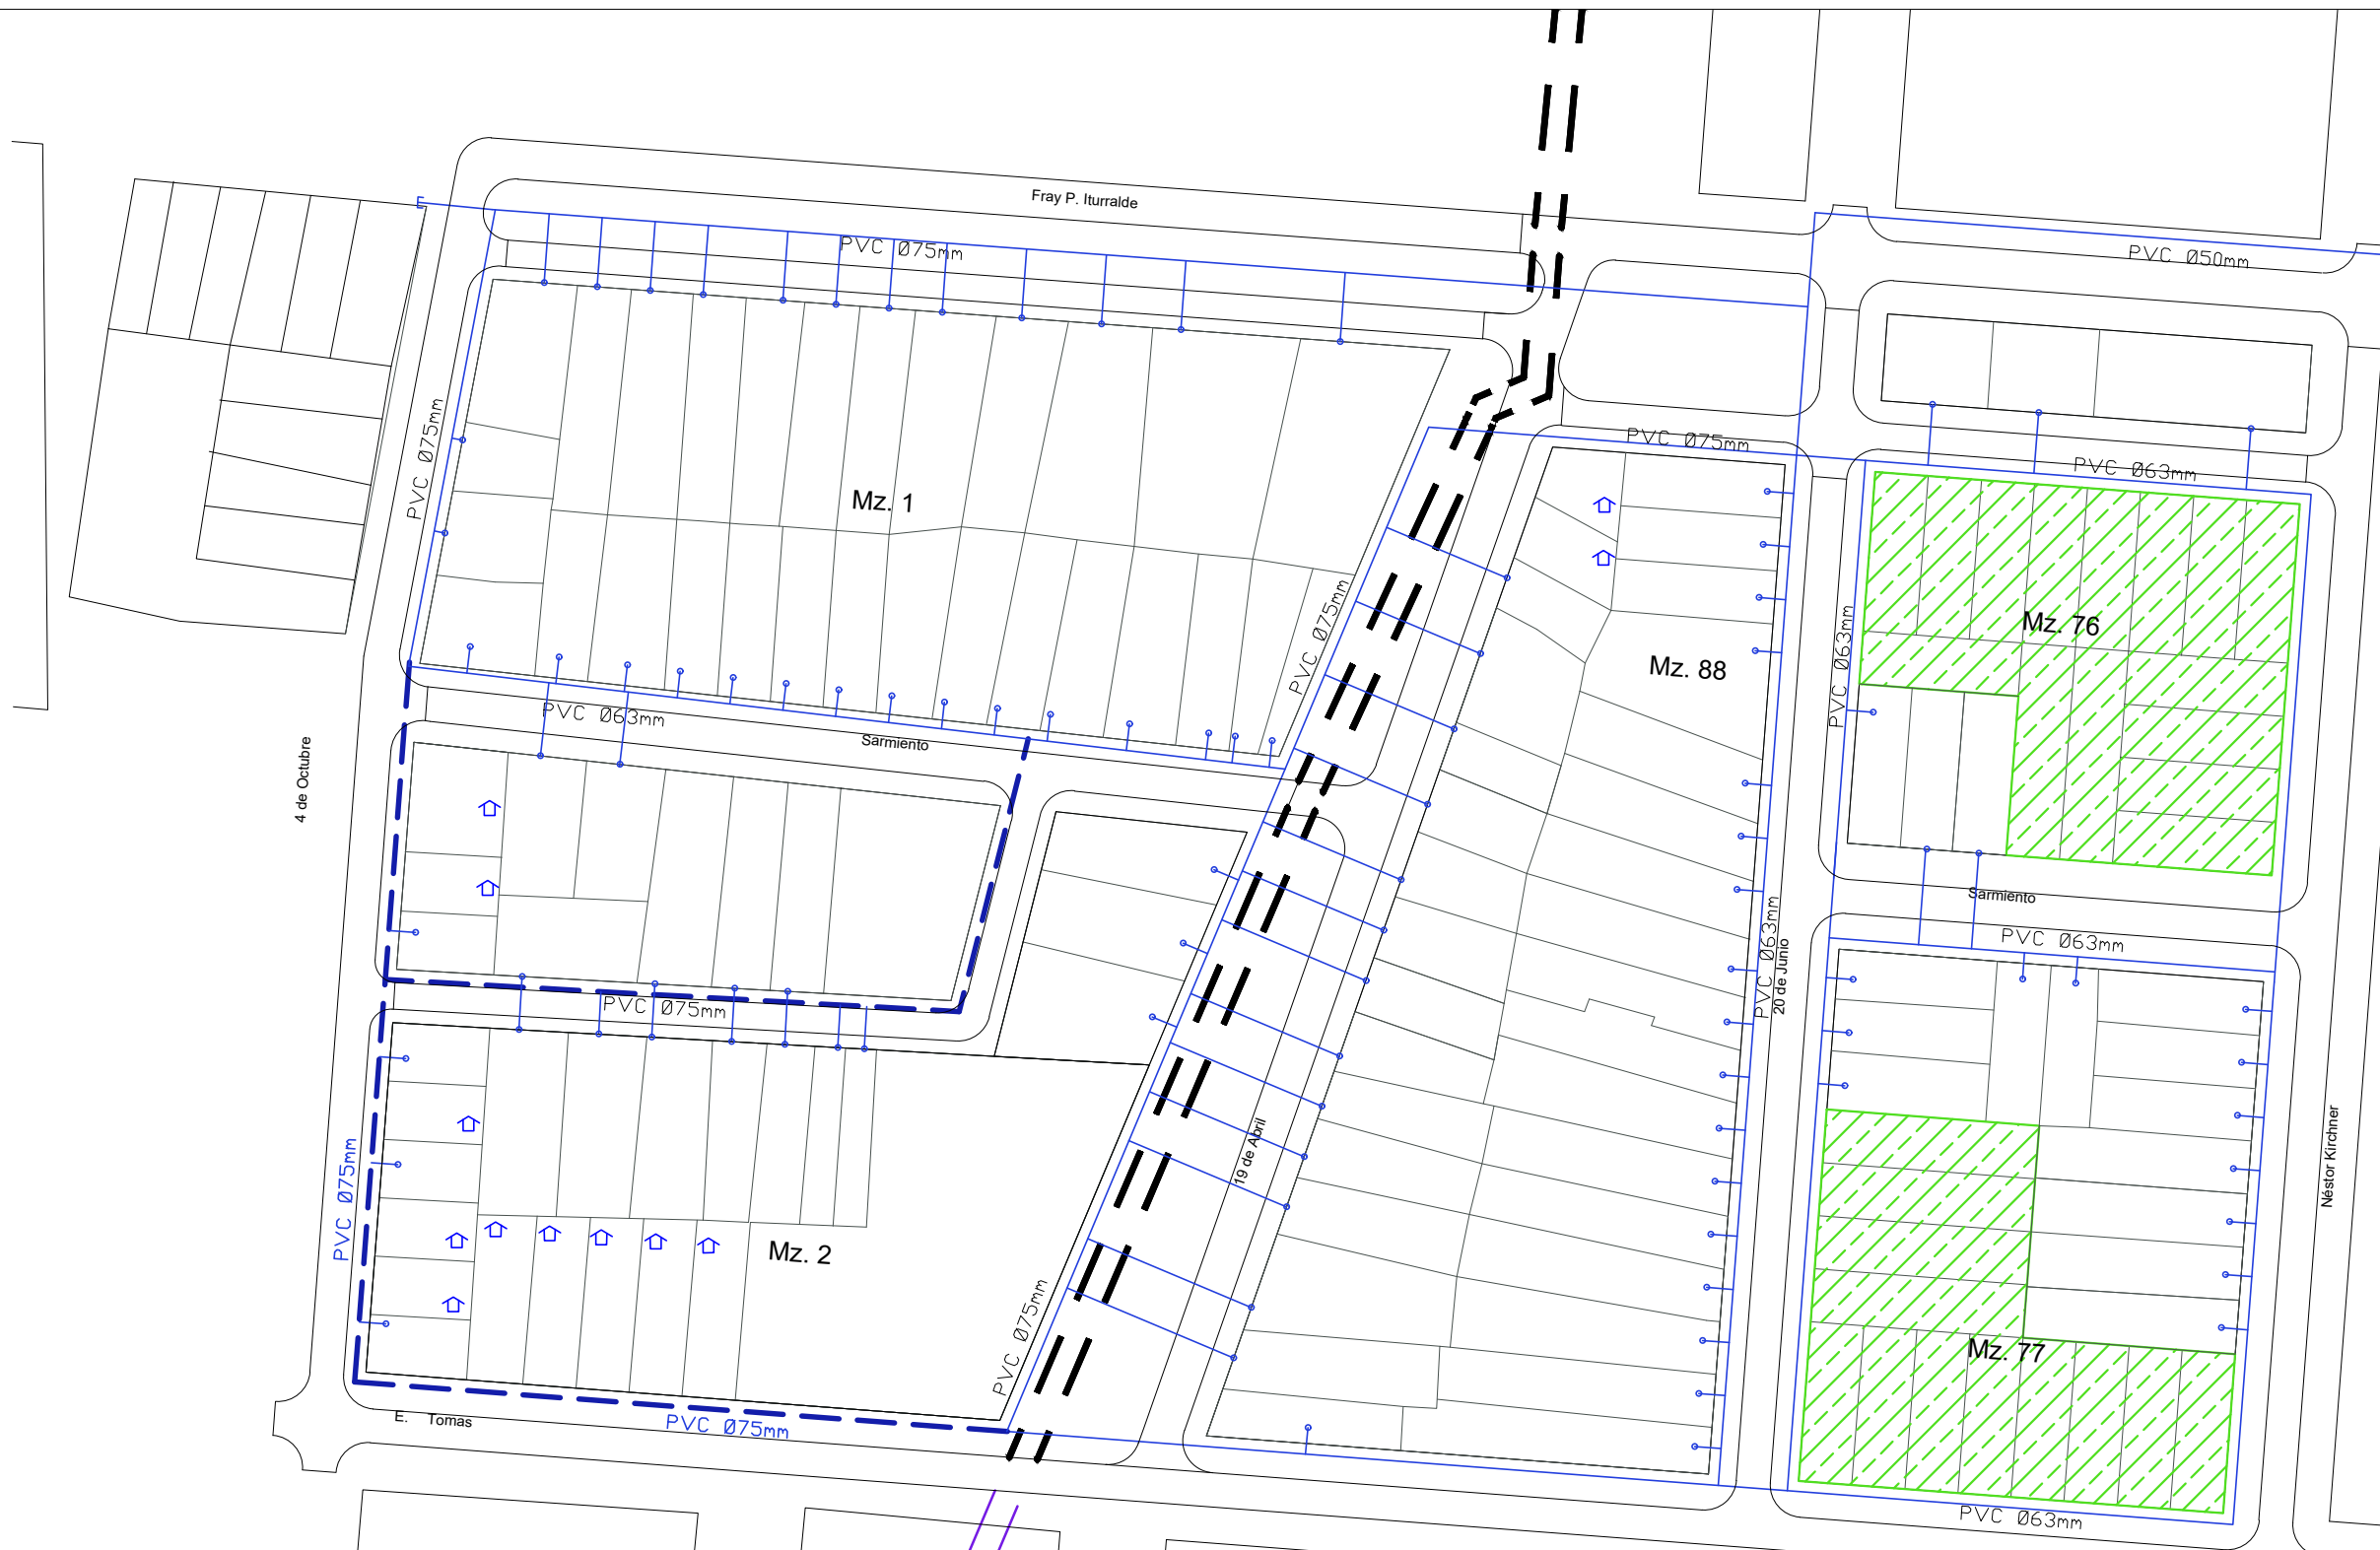 Fray P. Iturralde
PVC Ø75mm
PVC Ø50mm
PVC Ø75mm
PVC Ø75mm
PVC Ø63mm
Mz. 1
PVC Ø75mm
Mz. 76
PVC Ø63mm
Mz. 88
PVC Ø63mm
Sarmiento
4 de Octubre
Sarmiento
PVC Ø63mm
PVC Ø63mm
20 de Junio
PVC Ø75mm
19 de Abril
Néstor Kirchner
PVC Ø75mm
Mz. 2
PVC Ø75mm
Mz. 77
E. Tomas
PVC Ø75mm
PVC Ø63mm